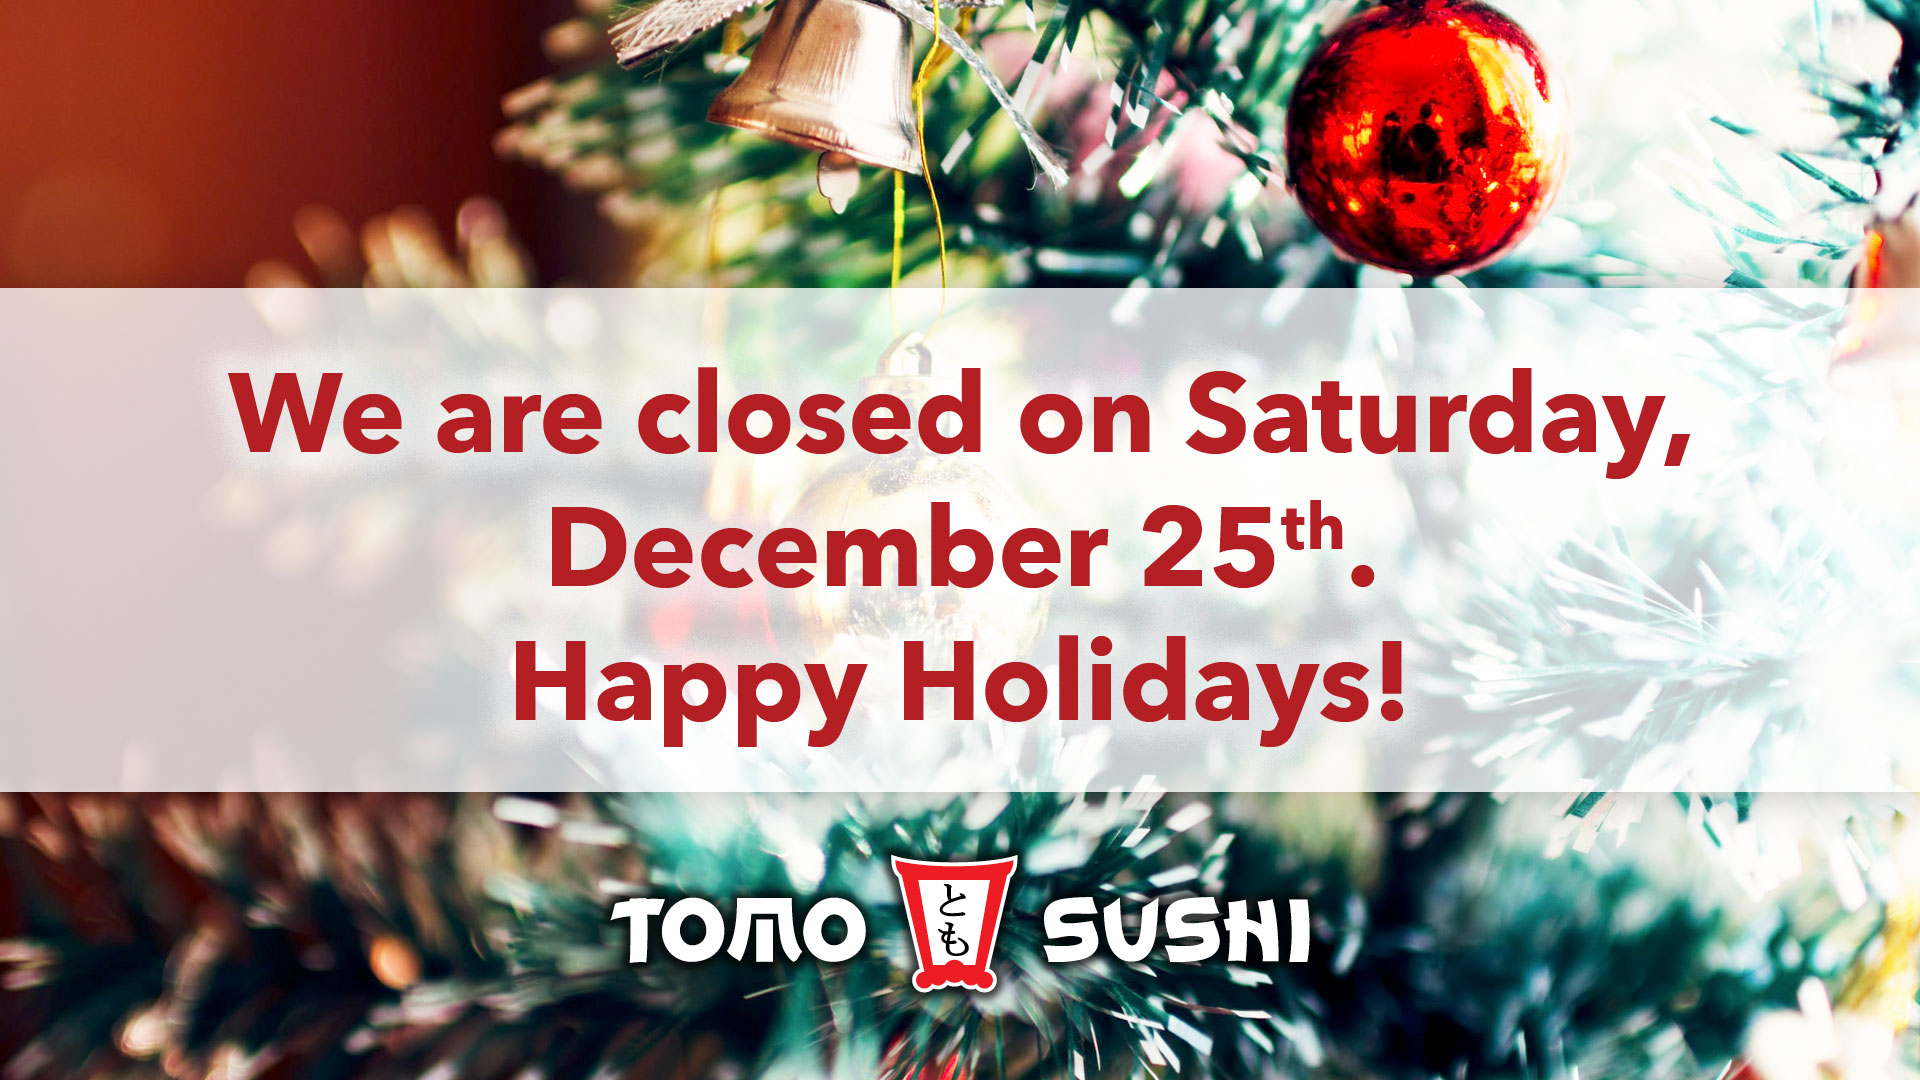 We are closed on Saturday,
December 25th.
Happy Holidays!
TOMO とも SUSHI